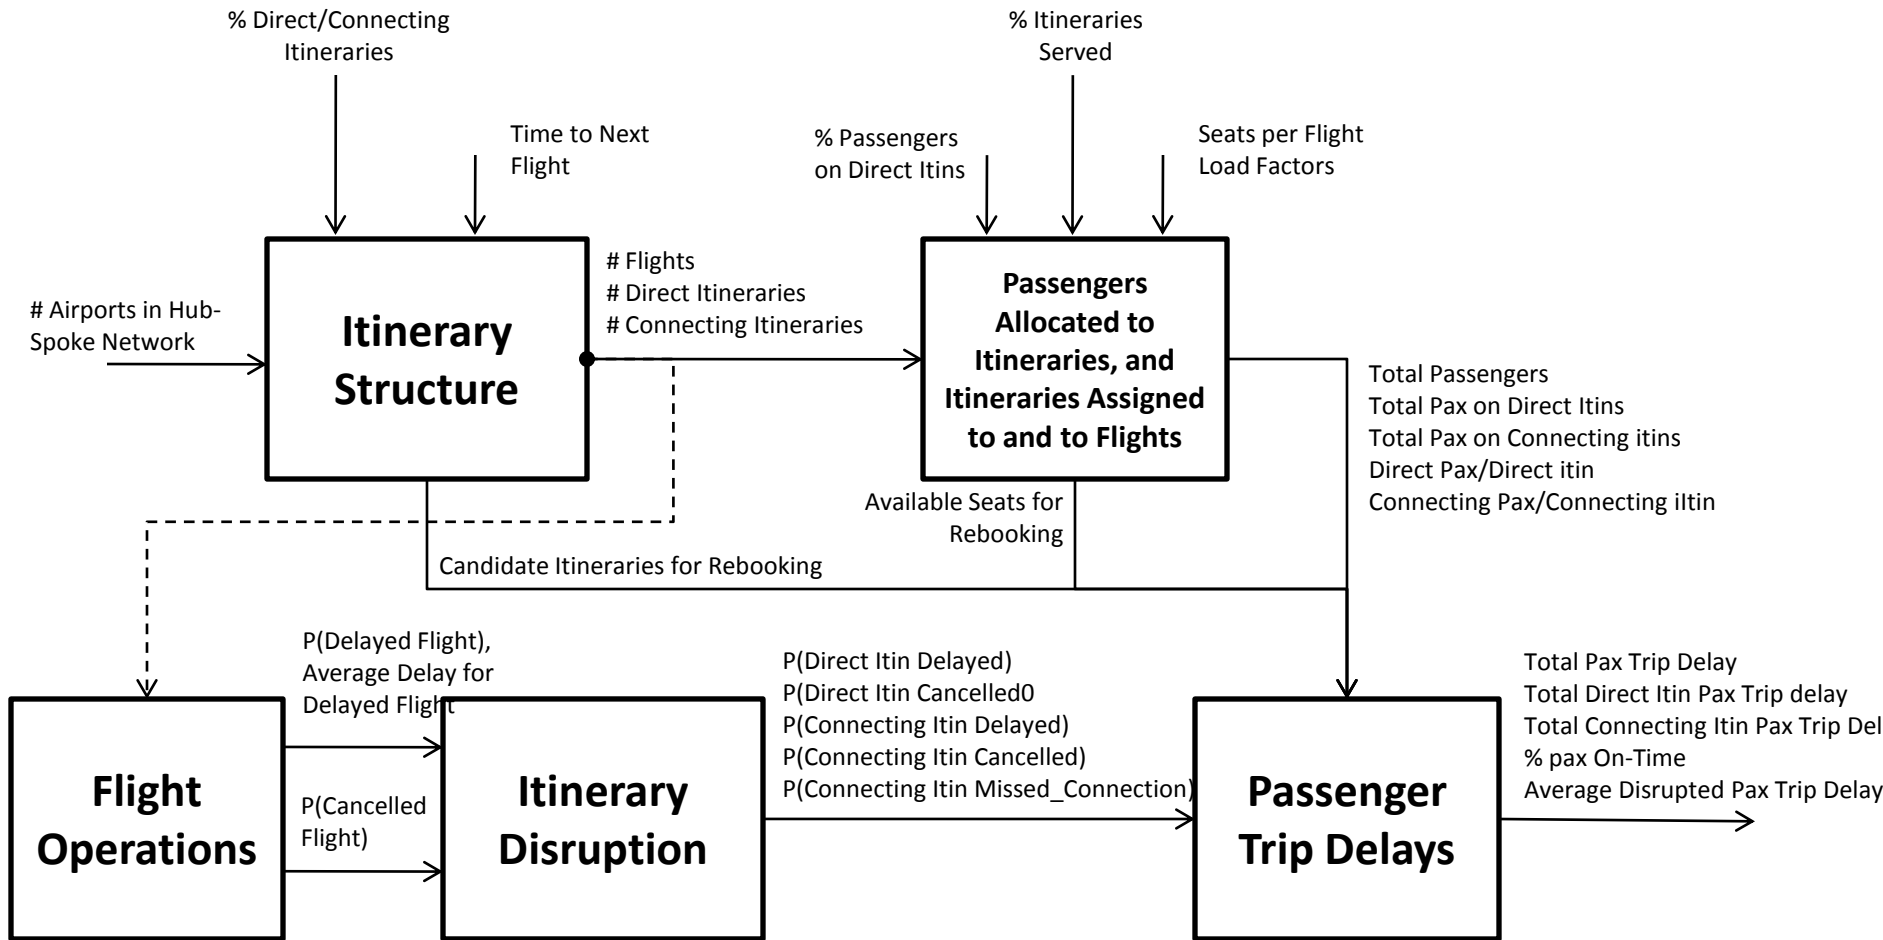 % Direct/Connecting
Itineraries
% Itineraries
Served
Time to Next
Flight
% Passengers
on Direct Itins
Seats per Flight
Load Factors
# Airports in Hub-
Spoke Network
Itinerary
Structure
# Flights
# Direct Itineraries
# Connecting Itineraries
Passengers
Allocated to
Itineraries, and
Itineraries Assigned
to and to Flights
Total Passengers
Total Pax on Direct Itins
Total Pax on Connecting itins
Direct Pax/Direct itin
Connecting Pax/Connecting iItin
Available Seats for
Rebooking
Candidate Itineraries for Rebooking
P(Delayed Flight),
Average Delay for
Delayed Flight
P(Cancelled
Flight)
Flight
Operations
Itinerary
Disruption
P(Direct Itin Delayed)
P(Direct Itin Cancelled0
P(Connecting Itin Delayed)
P(Connecting Itin Cancelled)
P(Connecting Itin Missed_Connection)
Passenger
Trip Delays
Total Pax Trip Delay
Total Direct Itin Pax Trip delay
Total Connecting Itin Pax Trip Del
% pax On-Time
Average Disrupted Pax Trip Delay